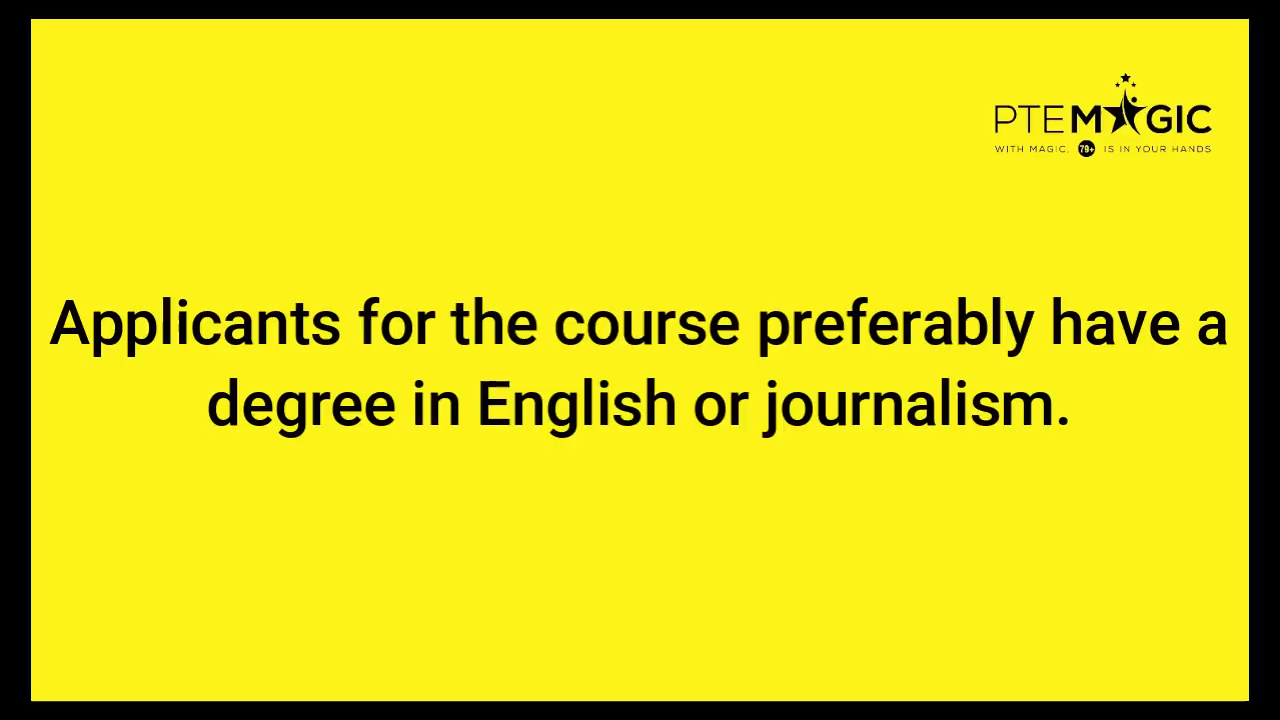 PTEMAGIC
WITH MAGIC, 79+ IS IN YOUR HANDS
Applicants for the course preferably have a
degree in English or journalism.